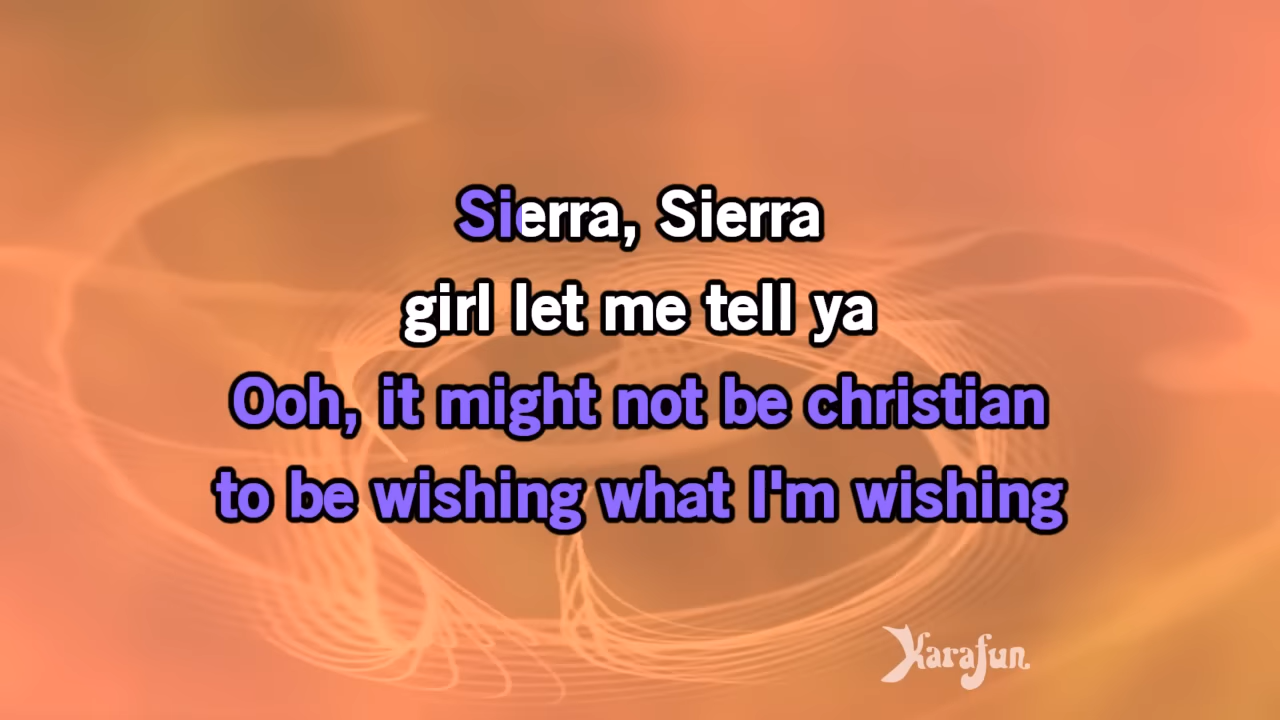 Sierra, Sierra
girl let me tell ya
Ooh, it might not be christian
to be wishing what I'm wishing
Karafun